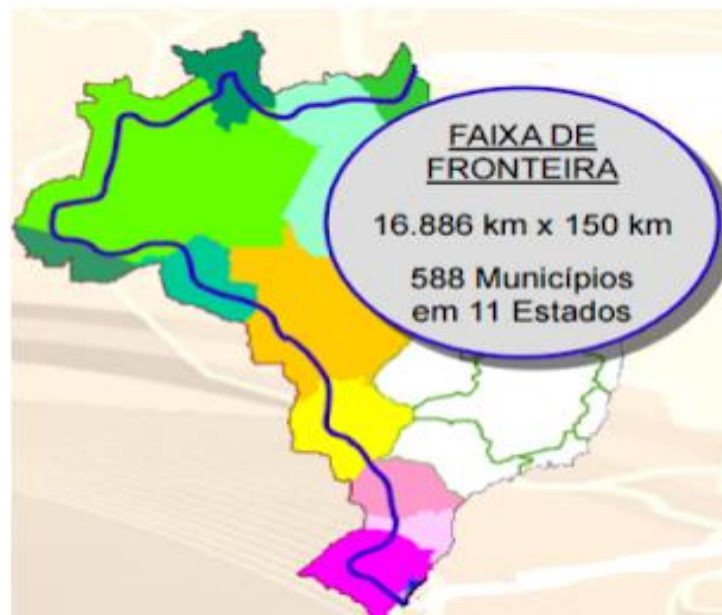 FAIXA DE
FRONTEIRA
16.886 km x 150 km
588 Municípios
em 11 Estados